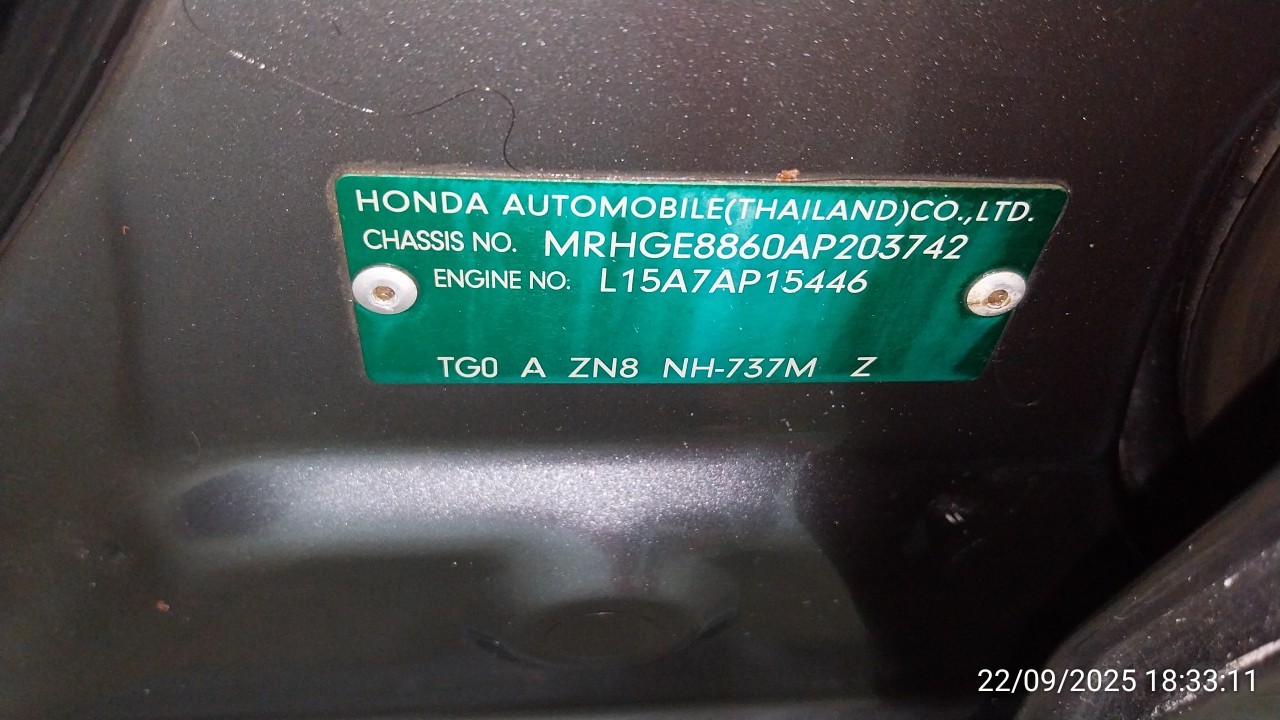 HONDA AUTOMOBILE(THAILAND)CO.,LTD.
CHASSIS NO. MRHGE8860AP203742
ENGINE NO. L15A7AP15446
TG0 A ZN8 NH-737M Z
22/09/2025 18:33:11